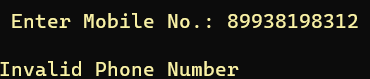 Enter Mobile No.: 89938198312
Invalid Phone Number